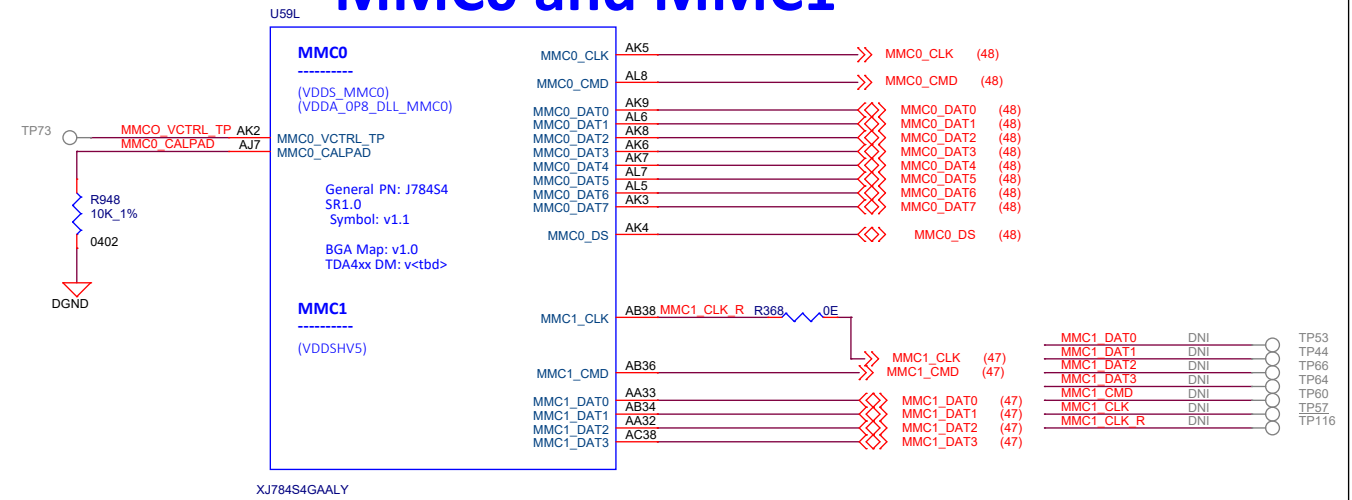 MMC0 and MMC1
U59L
MMC0
----------
(VDDS_MMC0)
(VDDA_0P8_DLL_MMC0)
TP73
MMCO_VCTRL_TP AK2
MMC0_CALPAD AJ7
MMC0_VCTRL_TP
MMC0_CALPAD
R948
10K_1%
0402
DGND
General PN: J784S4
SR1.0
Symbol: v1.1
BGA Map: v1.0
TDA4xx DM: v<tbd>
MMC1
----------
(VDDSHV5)
MMC0_CLK AK5 MMC0_CLK (48)
MMC0_CMD AL8 MMC0_CMD (48)
MMC0_DAT0 AK9 MMC0_DAT0 (48)
MMC0_DAT1 AL6 MMC0_DAT1 (48)
MMC0_DAT2 AK8 MMC0_DAT2 (48)
MMC0_DAT3 AK6 MMC0_DAT3 (48)
MMC0_DAT4 AK7 MMC0_DAT4 (48)
MMC0_DAT5 AL7 MMC0_DAT5 (48)
MMC0_DAT6 AL5 MMC0_DAT6 (48)
MMC0_DAT7 AK3 MMC0_DAT7 (48)
MMC0_DS AK4 MMC0_DS (48)
MMC1_CLK AB38 MMC1_CLK_R R368 0E
MMC1_CLK (47)
MMC1_CMD AB36 MMC1_CMD (47)
MMC1_DAT0 AA33 MMC1_DAT0 (47)
MMC1_DAT1 AB34 MMC1_DAT1 (47)
MMC1_DAT2 AA32 MMC1_DAT2 (47)
MMC1_DAT3 AC38 MMC1_DAT3 (47)
MMC1_DAT0 DNI TP53
MMC1_DAT1 DNI TP44
MMC1_DAT2 DNI TP66
MMC1_DAT3 DNI TP64
MMC1_CMD DNI TP60
MMC1_CLK DNI TP57
MMC1_CLK_R DNI TP116
XJ784S4GAALY